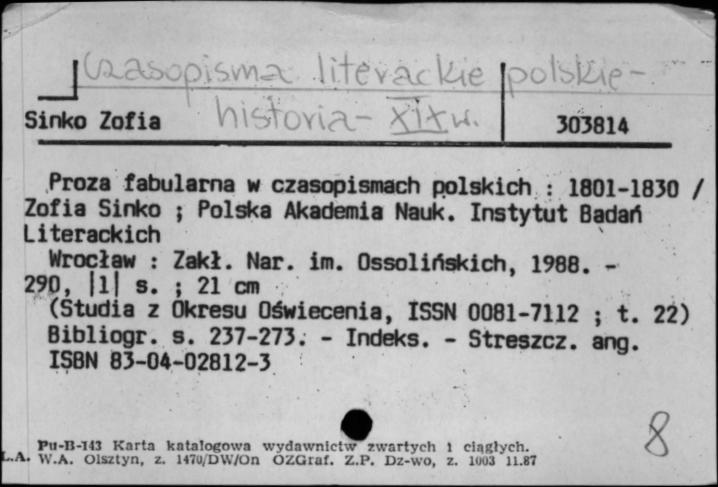 Czasopisma literackie polskie -
historia - XIX w.
Sinko Zofia 303814
Proza fabularna w czasopismach polskich : 1801-1830 /
Zofia Sinko ; Polska Akademia Nauk. Instytut Badań
Literackich
Wrocław : Zakł. Nar. im. Ossolińskich, 1988. -
290, |1| s. ; 21 cm
(Studia z Okresu Oświecenia, ISSN 0081-7112 ; t. 22)
Bibliogr. s. 237-273. - Indeks. - Streszcz. ang.
ISBN 83-04-02812-3
8
Pu-B-143 Karta katalogowa wydawnictw zwartych i ciągłych.
L.A. W.A. Olsztyn, z. 1470/DW/On OZGraf. Z.P. Dz-wo, z. 1003 11.87